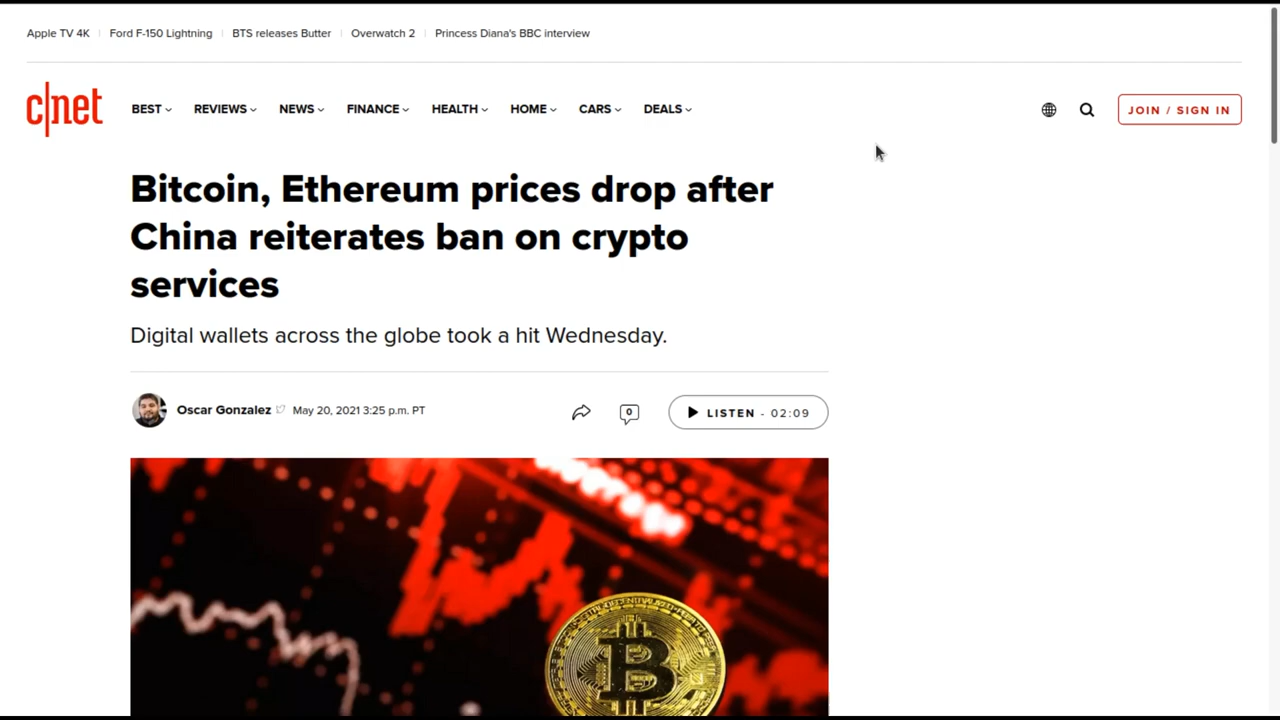 Apple TV 4K Ford F-150 Lightning BTS releases Butter Overwatch 2 Princess Diana's BBC interview
c|net BEST REVIEWS NEWS FINANCE HEALTH HOME CARS DEALS JOIN / SIGN IN
Bitcoin, Ethereum prices drop after
China reiterates ban on crypto
services
Digital wallets across the globe took a hit Wednesday.
Oscar Gonzalez May 20, 2021 3:25 p.m. PT 0 LISTEN - 02:09